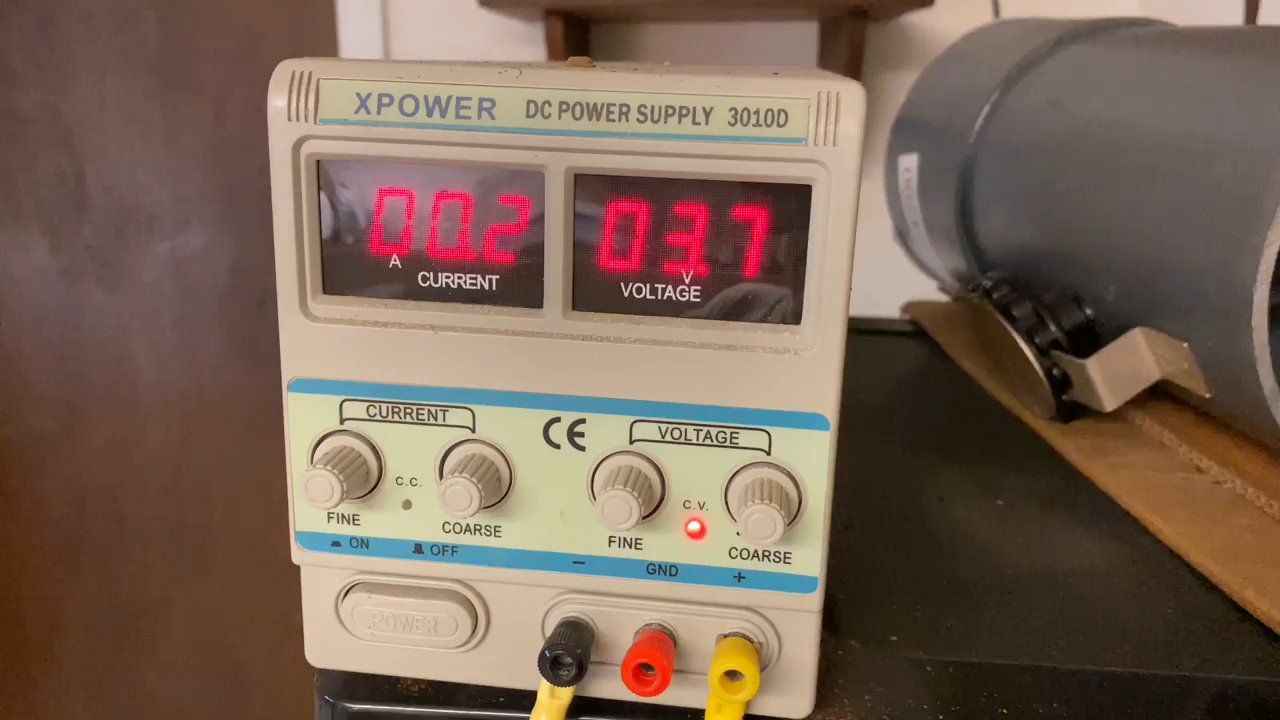 XPOWER DC POWER SUPPLY 3010D
00.2
A
CURRENT
03.7
V
VOLTAGE
CURRENT
CE
VOLTAGE
C.C.
C.V.
FINE
COARSE
FINE
COARSE
ON
OFF
−
GND
+
POWER